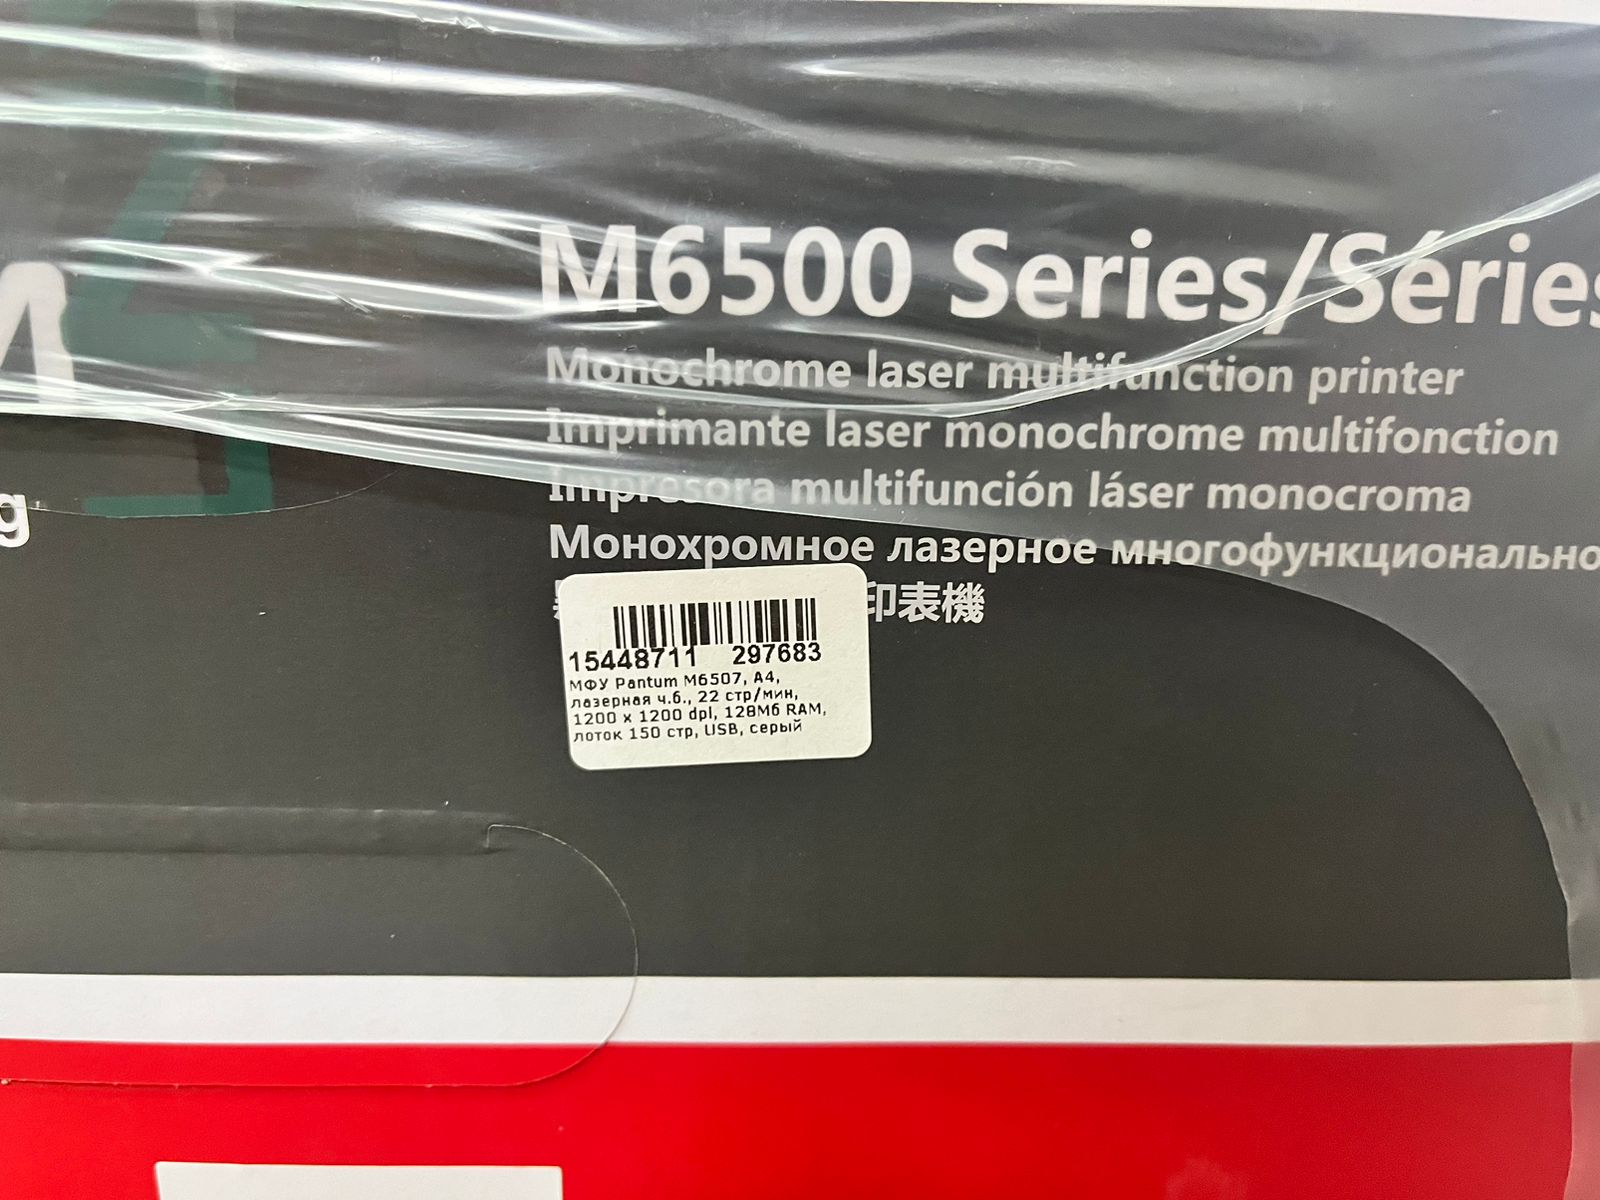 M6500 Series/Séries
Monochrome laser multifunction printer
Imprimante laser monochrome multifonction
Impresora multifunción láser monocroma
Монохромное лазерное многофункционально
印表機
15448711 297683
МФУ Pantum M6507, A4,
лазерная ч.б., 22 стр/мин,
1200 x 1200 dpi, 128Мб RAM,
лоток 150 стр, USB, серый